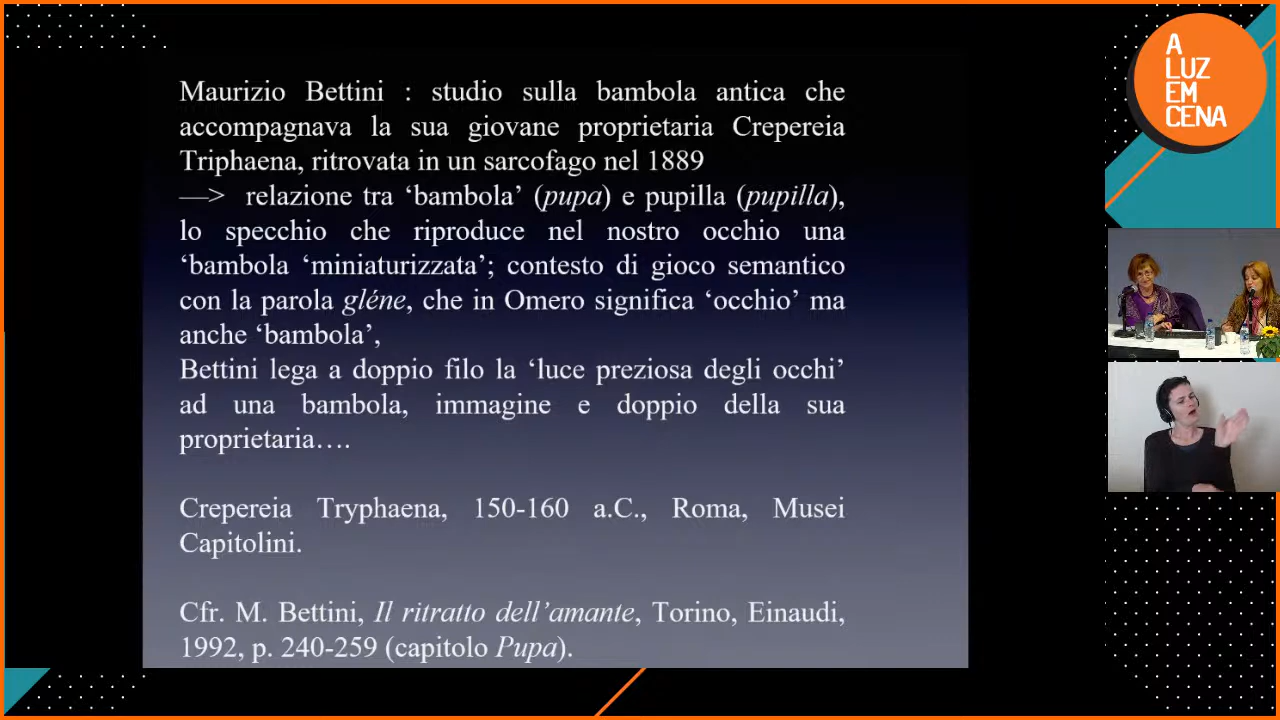 Maurizio Bettini : studio sulla bambola antica che
accompagnava la sua giovane proprietaria Crepereia
Triphaena, ritrovata in un sarcofago nel 1889
—> relazione tra ‘bambola’ (pupa) e pupilla (pupilla),
lo specchio che riproduce nel nostro occhio una
‘bambola ‘miniaturizzata’; contesto di gioco semantico
con la parola gléne, che in Omero significa ‘occhio’ ma
anche ‘bambola’,
Bettini lega a doppio filo la ‘luce preziosa degli occhi’
ad una bambola, immagine e doppio della sua
proprietaria….
Crepereia Tryphaena, 150-160 a.C., Roma, Musei
Capitolini.
Cfr. M. Bettini, Il ritratto dell’amante, Torino, Einaudi,
1992, p. 240-259 (capitolo Pupa).
A
LUZ
EM
CENA